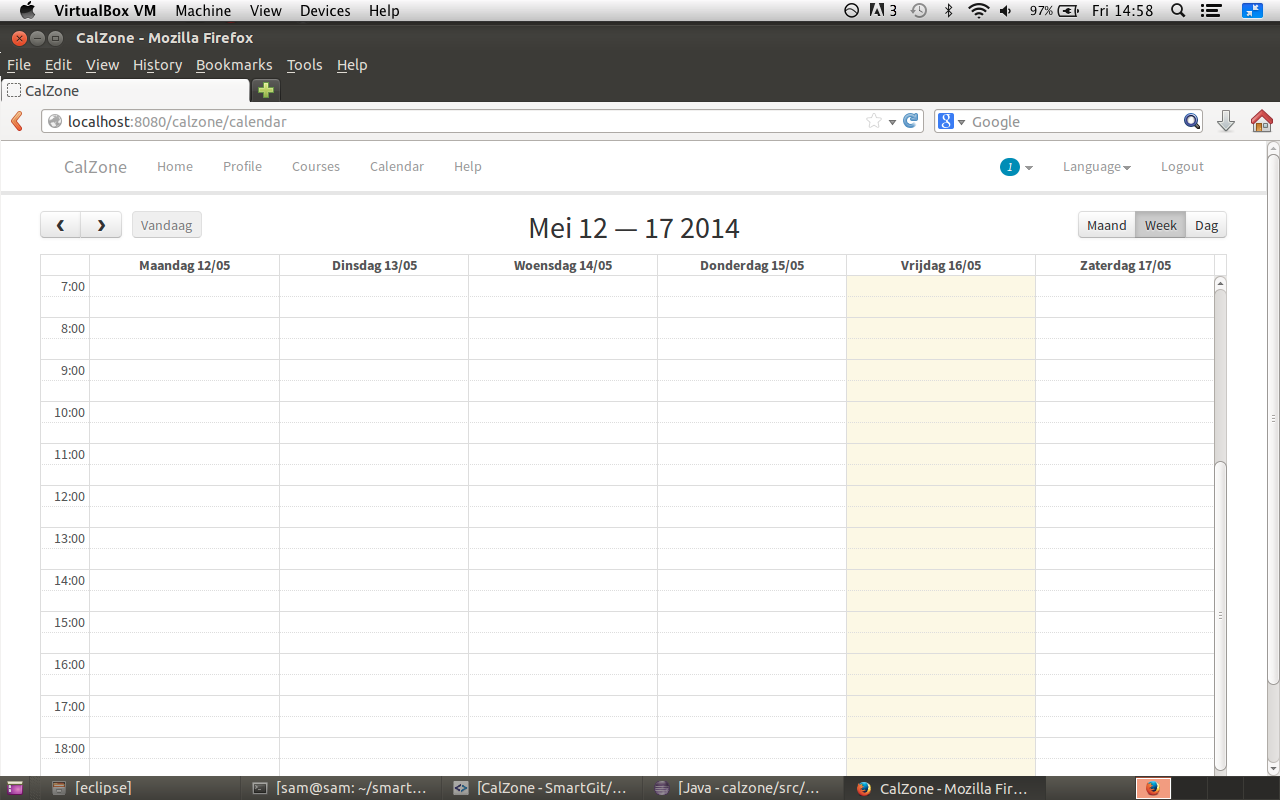 VirtualBox VM Machine View Devices Help 3 97% Fri 14:58
CalZone - Mozilla Firefox
File Edit View History Bookmarks Tools Help
CalZone
localhost:8080/calzone/calendar Google
CalZone Home Profile Courses Calendar Help 1 Language Logout
Vandaag Mei 12 — 17 2014 Maand Week Dag
Maandag 12/05 Dinsdag 13/05 Woensdag 14/05 Donderdag 15/05 Vrijdag 16/05 Zaterdag 17/05
7:00
8:00
9:00
10:00
11:00
12:00
13:00
14:00
15:00
16:00
17:00
18:00
[eclipse] [sam@sam: ~/smart... [CalZone - SmartGit/... [Java - calzone/src/... CalZone - Mozilla Fir...